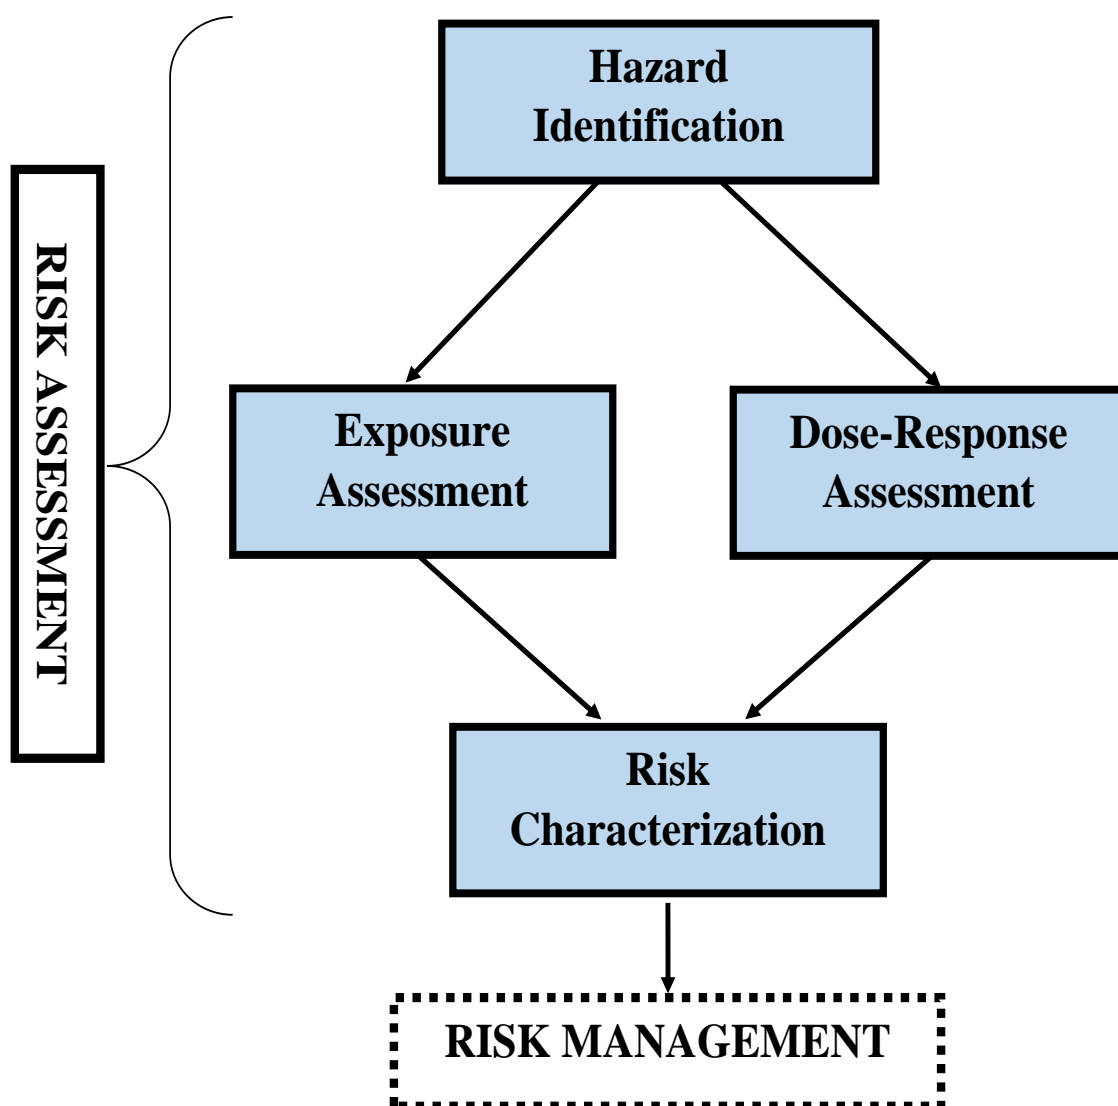 Hazard
Identification
RISK ASSESSMENT
Exposure
Assessment
Dose-Response
Assessment
Risk
Characterization
RISK MANAGEMENT